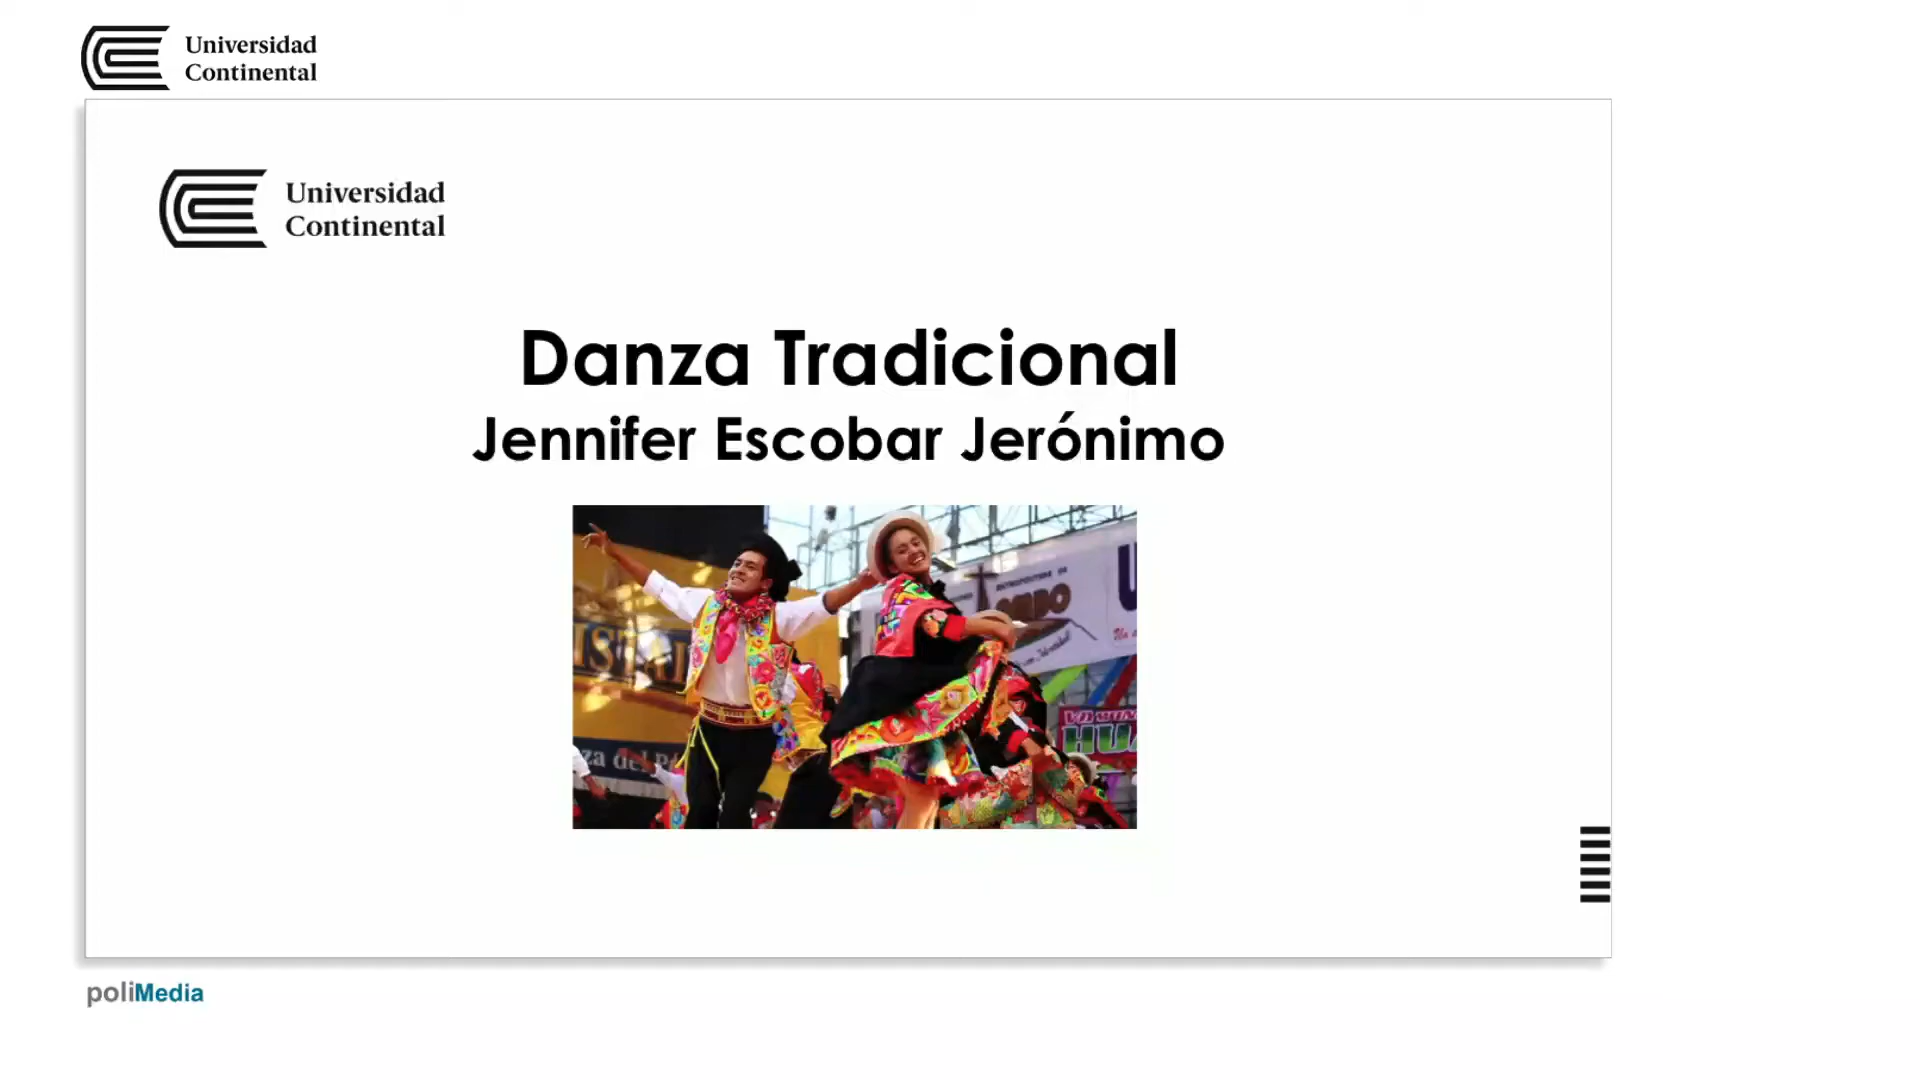 Universidad
Continental
Universidad
Continental
Danza Tradicional
Jennifer Escobar Jerónimo
poliMedia